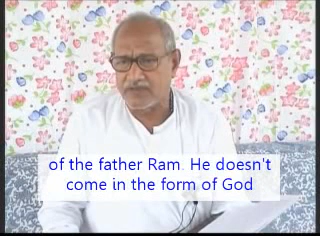 of the father Ram. He doesn't
come in the form of God